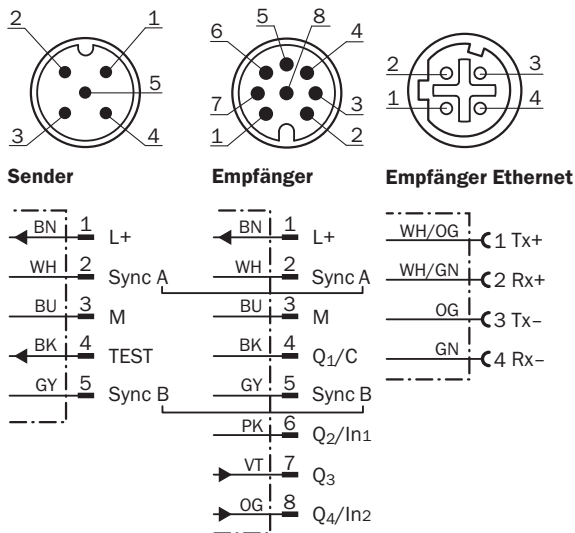 2 1
5
3 4
5 8
6 4
7 3
1 2
2 3
1 4
Sender
BN 1 L+
WH 2 Sync A
BU 3 M
BK 4 TEST
GY 5 Sync B
Empfänger
BN 1 L+
WH 2 Sync A
BU 3 M
BK 4 Q1/C
GY 5 Sync B
PK 6 Q2/In1
VT 7 Q3
OG 8 Q4/In2
Empfänger Ethernet
WH/OG 1 Tx+
WH/GN 2 Rx+
OG 3 Tx–
GN 4 Rx–